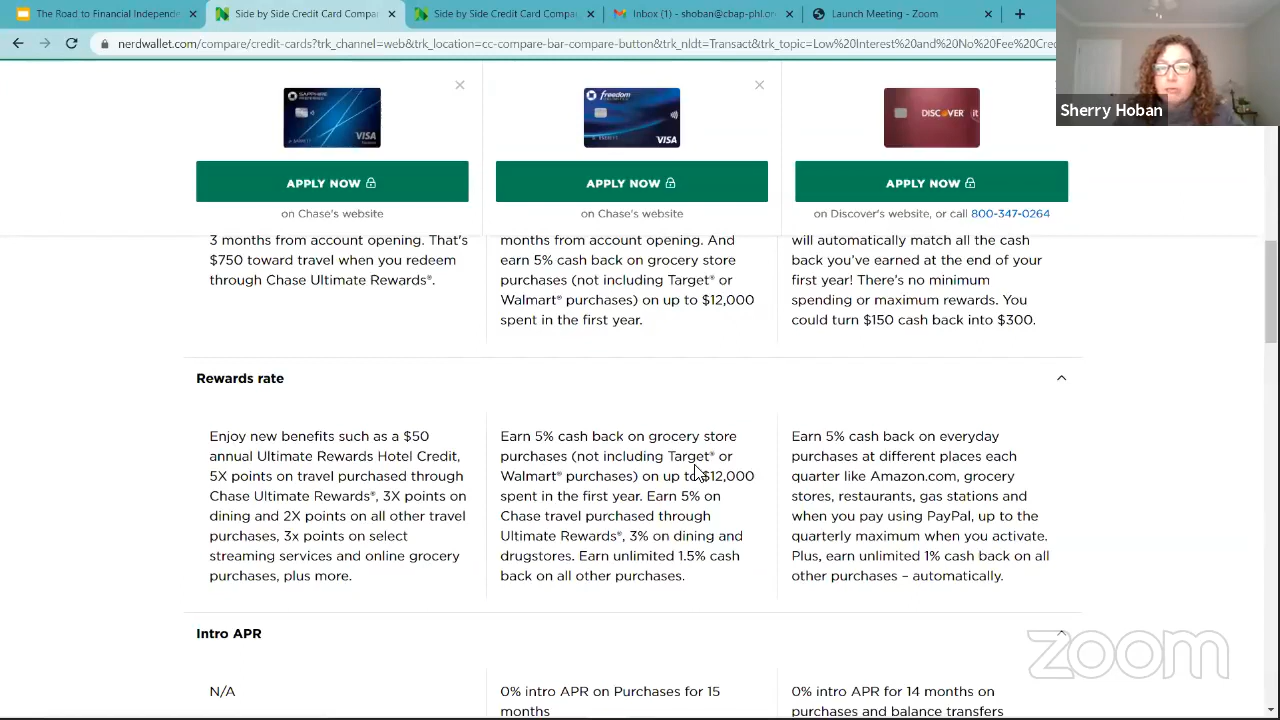 The Road to Financial Independenc
Side by Side Credit Card Compa
Side by Side Credit Card Compa
Inbox (1) - shoban@cbap-phl.org
Launch Meeting - Zoom
nerdwallet.com/compare/credit-cards?trk_channel=web&trk_location=cc-compare-bar-compare-button&trk_nldt=Transact&trk_topic=Low%20Interest%20and%20No%20Fee%20Cre
Sherry Hoban
SAPPHIRE
VISA
freedom
VISA
DISCOVER it
APPLY NOW
APPLY NOW
APPLY NOW
on Chase's website
on Chase's website
on Discover's website, or call 800-347-0264
3 months from account opening. That's
$750 toward travel when you redeem
through Chase Ultimate Rewards®.
months from account opening. And
earn 5% cash back on grocery store
purchases (not including Target® or
Walmart® purchases) on up to $12,000
spent in the first year.
will automatically match all the cash
back you've earned at the end of your
first year! There's no minimum
spending or maximum rewards. You
could turn $150 cash back into $300.
Rewards rate
Enjoy new benefits such as a $50
annual Ultimate Rewards Hotel Credit,
5X points on travel purchased through
Chase Ultimate Rewards®, 3X points on
dining and 2X points on all other travel
purchases, 3x points on select
streaming services and online grocery
purchases, plus more.
Earn 5% cash back on grocery store
purchases (not including Target® or
Walmart® purchases) on up to $12,000
spent in the first year. Earn 5% on
Chase travel purchased through
Ultimate Rewards®, 3% on dining and
drugstores. Earn unlimited 1.5% cash
back on all other purchases.
Earn 5% cash back on everyday
purchases at different places each
quarter like Amazon.com, grocery
stores, restaurants, gas stations and
when you pay using PayPal, up to the
quarterly maximum when you activate.
Plus, earn unlimited 1% cash back on all
other purchases – automatically.
Intro APR
N/A
0% intro APR on Purchases for 15
months
0% intro APR for 14 months on
purchases and balance transfers
zoom